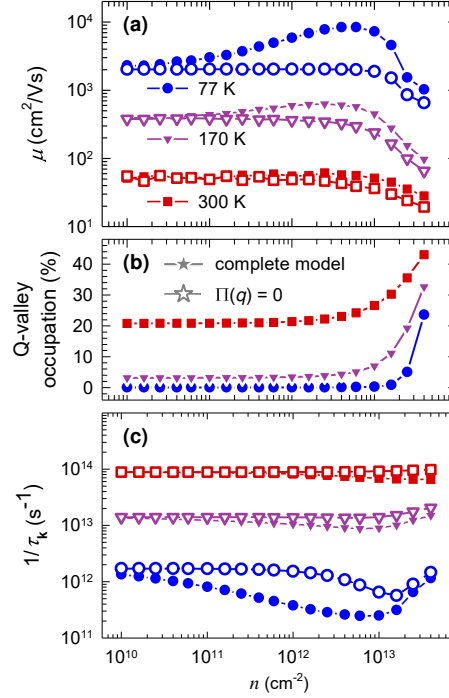 (a)
μ (cm²/Vs)
10⁴
10³
10²
10¹
77 K
170 K
300 K
(b)
Q-valley
occupation (%)
40
30
20
10
0
complete model
Π(q) = 0
(c)
1/τₖ (s⁻¹)
10¹⁵
10¹⁴
10¹³
10¹²
10¹¹
10¹⁰ 10¹¹ 10¹² 10¹³
n (cm⁻²)